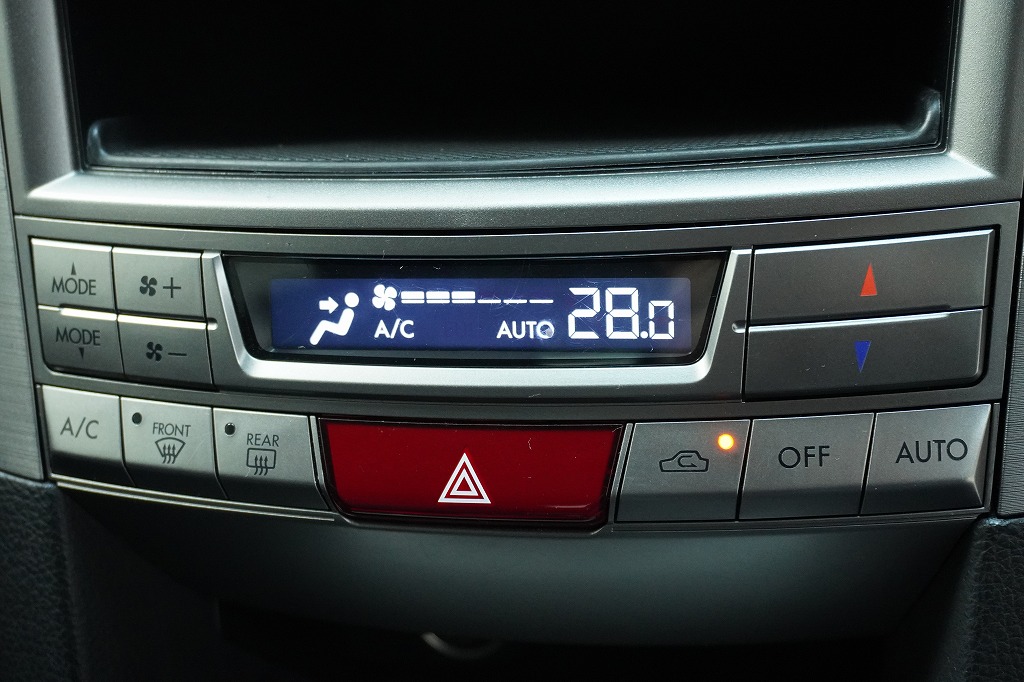 MODE
+
A/C AUTO 28.0
MODE
−
A/C
FRONT
REAR
OFF
AUTO